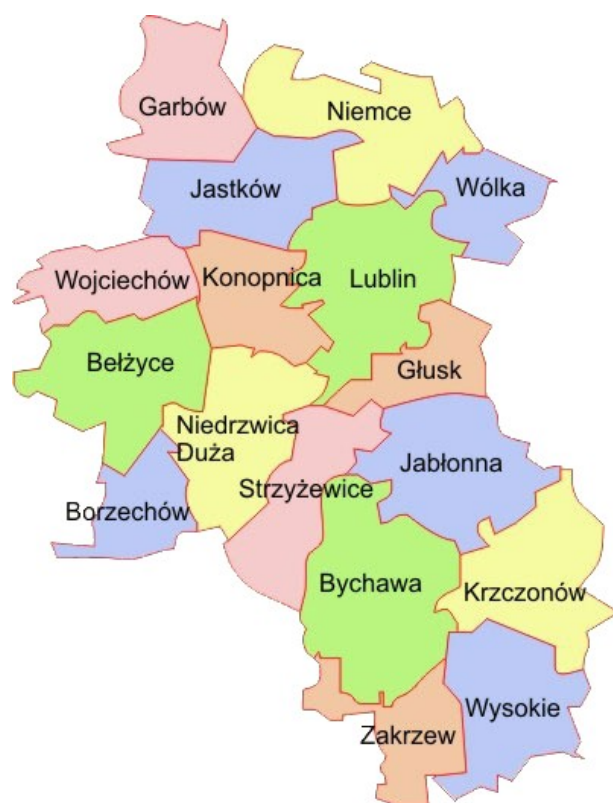 Garbów
Niemce
Jastków
Wólka
Wojciechów
Konopnica
Lublin
Bełżyce
Głusk
Niedrzwica
Duża
Jabłonna
Strzyżewice
Borzechów
Bychawa
Krzczonów
Wysokie
Zakrzew